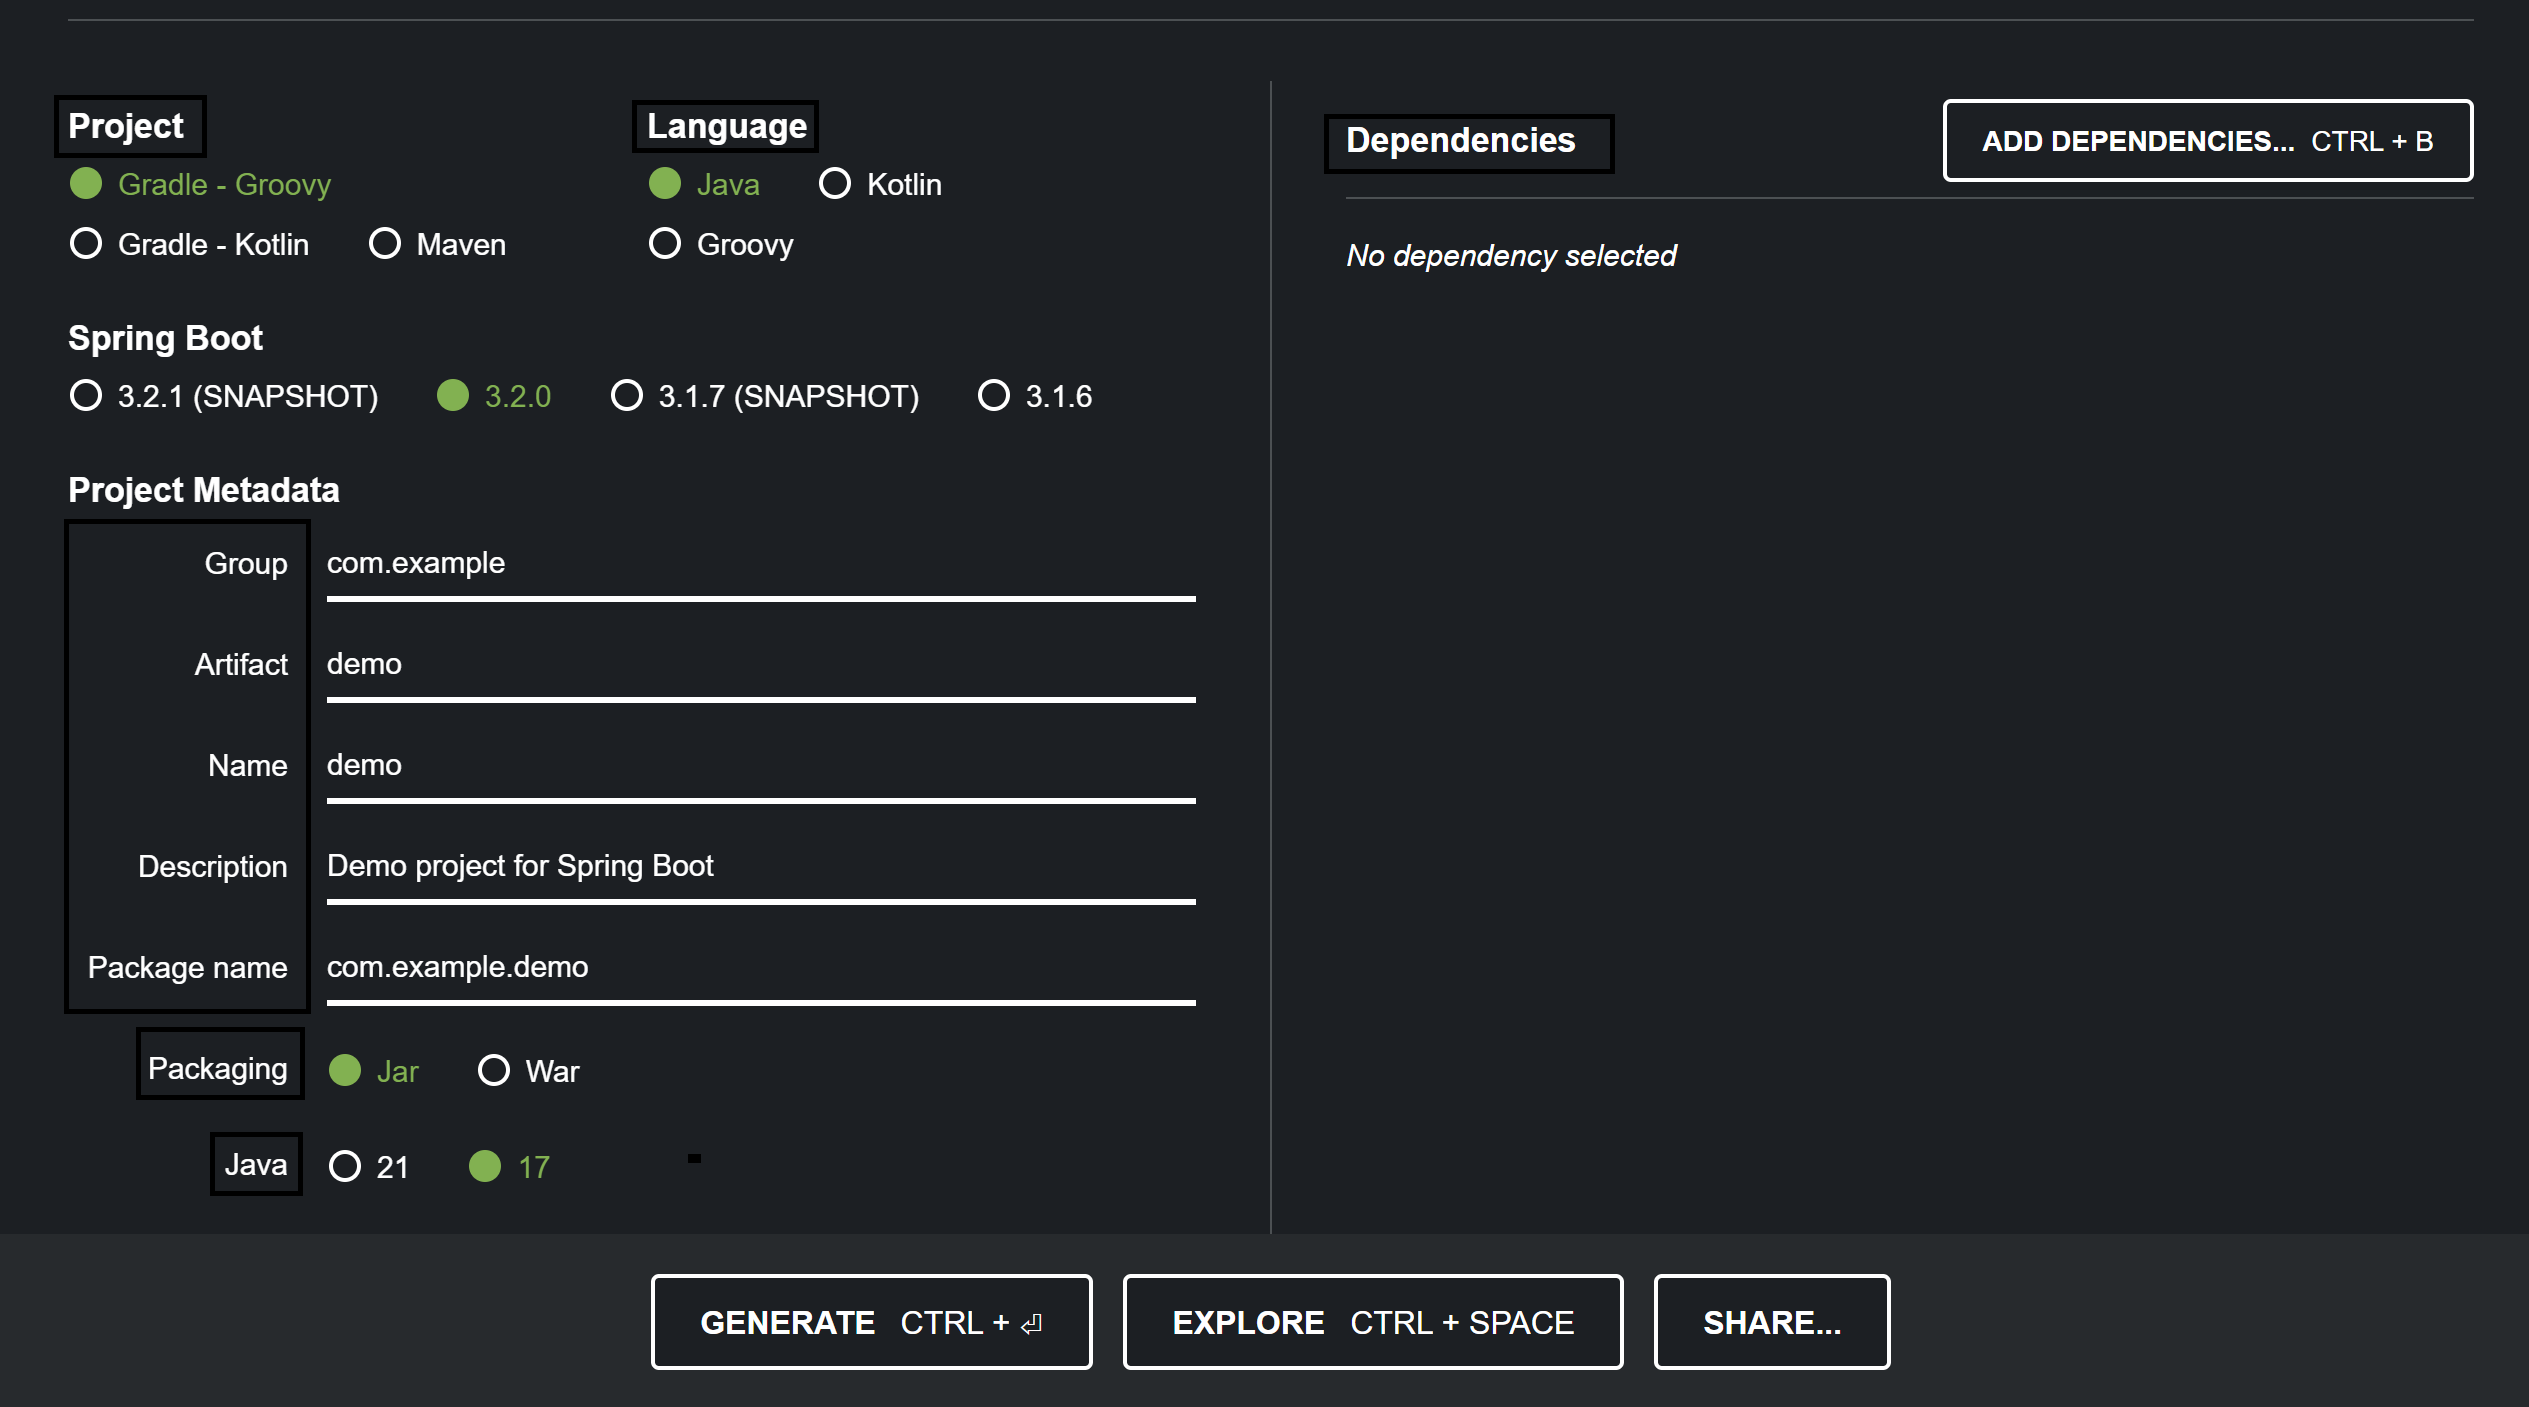 Project
Gradle - Groovy
Gradle - Kotlin Maven
Language
Java Kotlin
Groovy
Spring Boot
3.2.1 (SNAPSHOT) 3.2.0 3.1.7 (SNAPSHOT) 3.1.6
Project Metadata
Group com.example
Artifact demo
Name demo
Description Demo project for Spring Boot
Package name com.example.demo
Packaging Jar War
Java 21 17
Dependencies ADD DEPENDENCIES... CTRL + B
No dependency selected
GENERATE CTRL + ⏎ EXPLORE CTRL + SPACE SHARE...